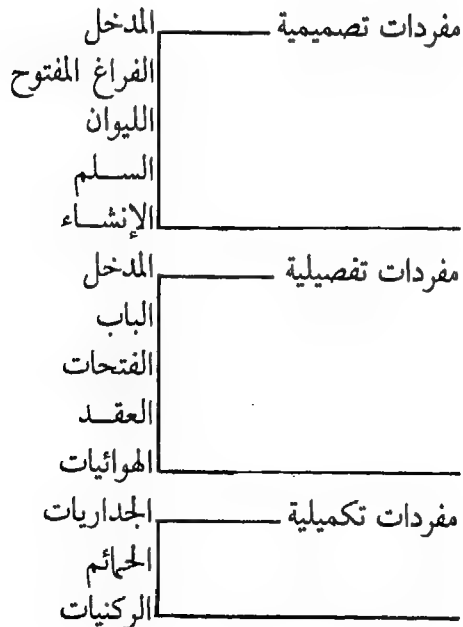 مفردات تصميمية المدخل
الفراغ المفتوح
الليوان
السلم
الإنشاء
مفردات تفصيلية المدخل
الباب
الفتحات
العقد
الهوائيات
مفردات تكميلية الجداريات
الحمائم
الركنيات